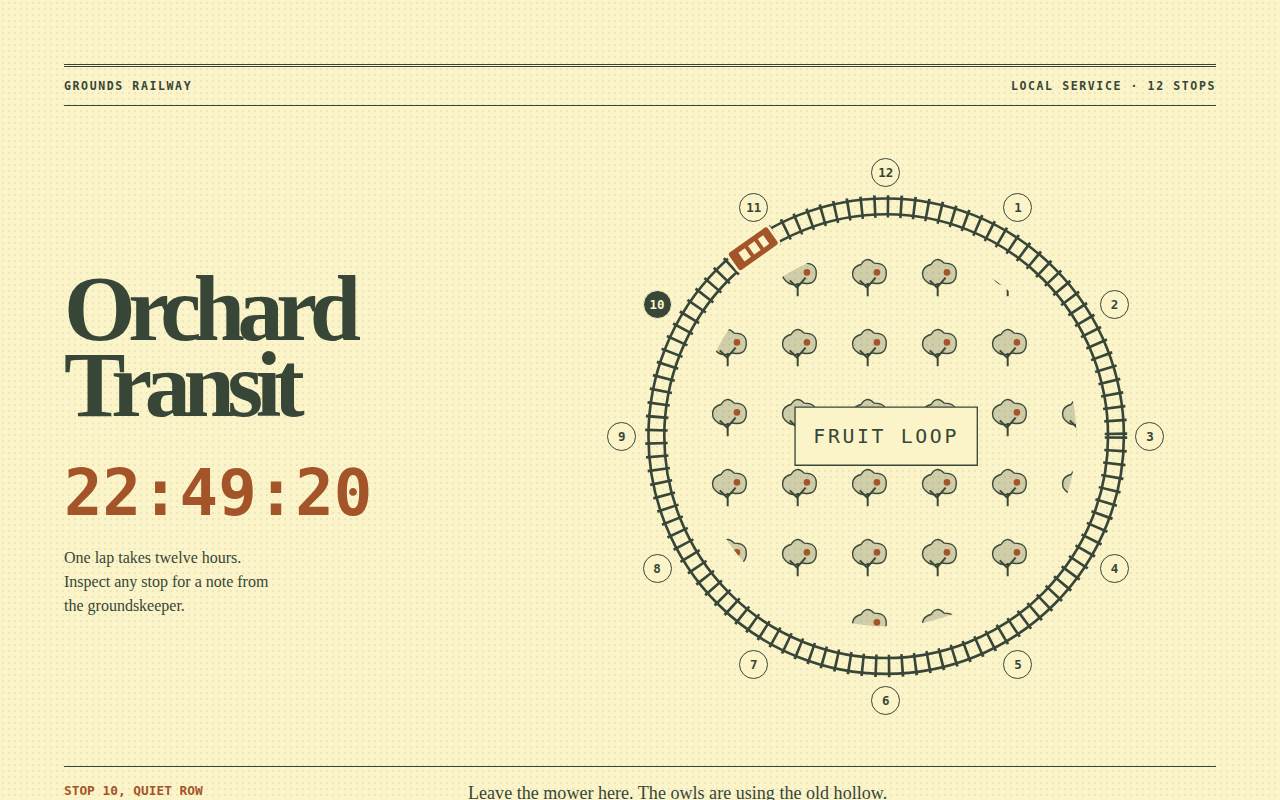 GROUNDS RAILWAY
LOCAL SERVICE · 12 STOPS
Orchard
Transit
22:49:20
One lap takes twelve hours.
Inspect any stop for a note from
the groundskeeper.
12
11
1
10
2
FRUIT LOOP
9
3
8
4
7
5
6
STOP 10, QUIET ROW
Leave the mower here. The owls are using the old hollow.